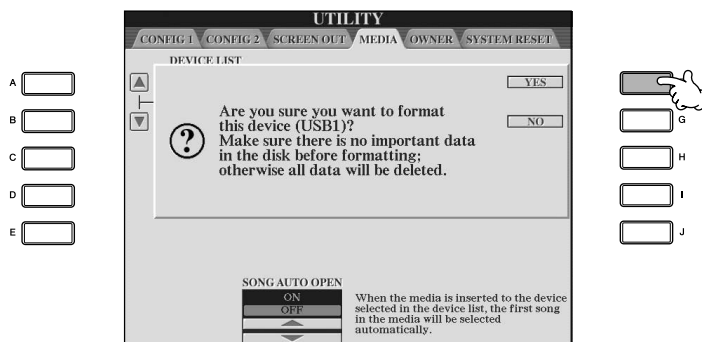 UTILITY
CONFIG 1 CONFIG 2 SCREEN OUT MEDIA OWNER SYSTEM RESET
DEVICE LIST
A
YES
B
Are you sure you want to format
this device (USB1)?
NO
G
Make sure there is no important data
in the disk before formatting;
otherwise all data will be deleted.
?
C
H
D
I
E
J
SONG AUTO OPEN
ON
OFF
When the media is inserted to the device
selected in the device list, the first song
in the media will be selected
automatically.